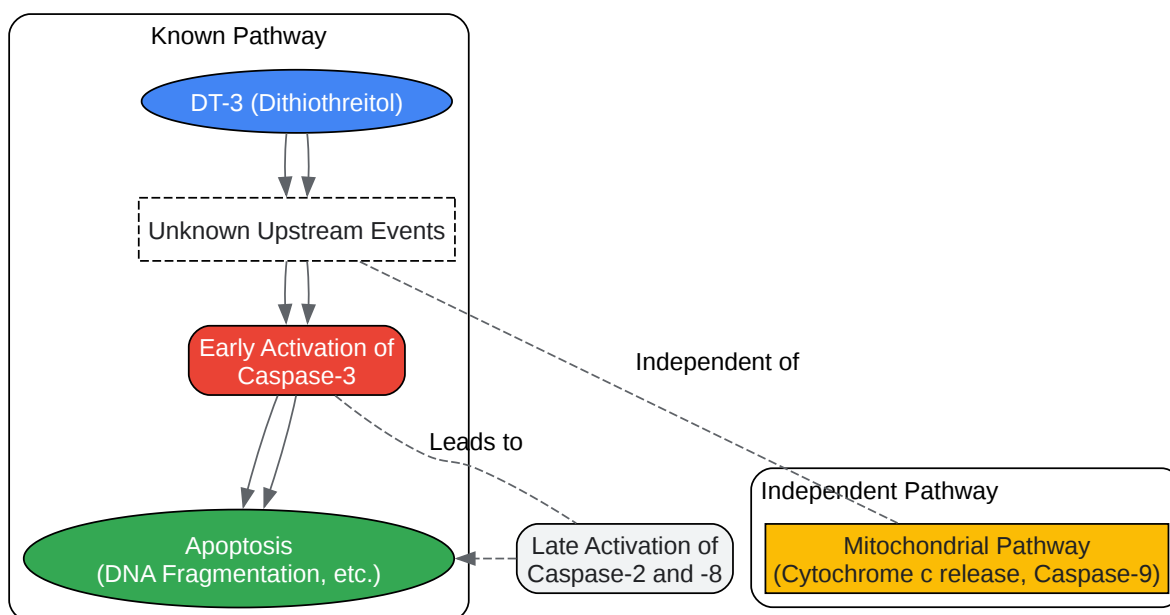 Known Pathway
DT-3 (Dithiothreitol)
Unknown Upstream Events
Early Activation of
Caspase-3
Independent of
Leads to
Independent Pathway
Apoptosis
(DNA Fragmentation, etc.)
Late Activation of
Caspase-2 and -8
Mitochondrial Pathway
(Cytochrome c release, Caspase-9)